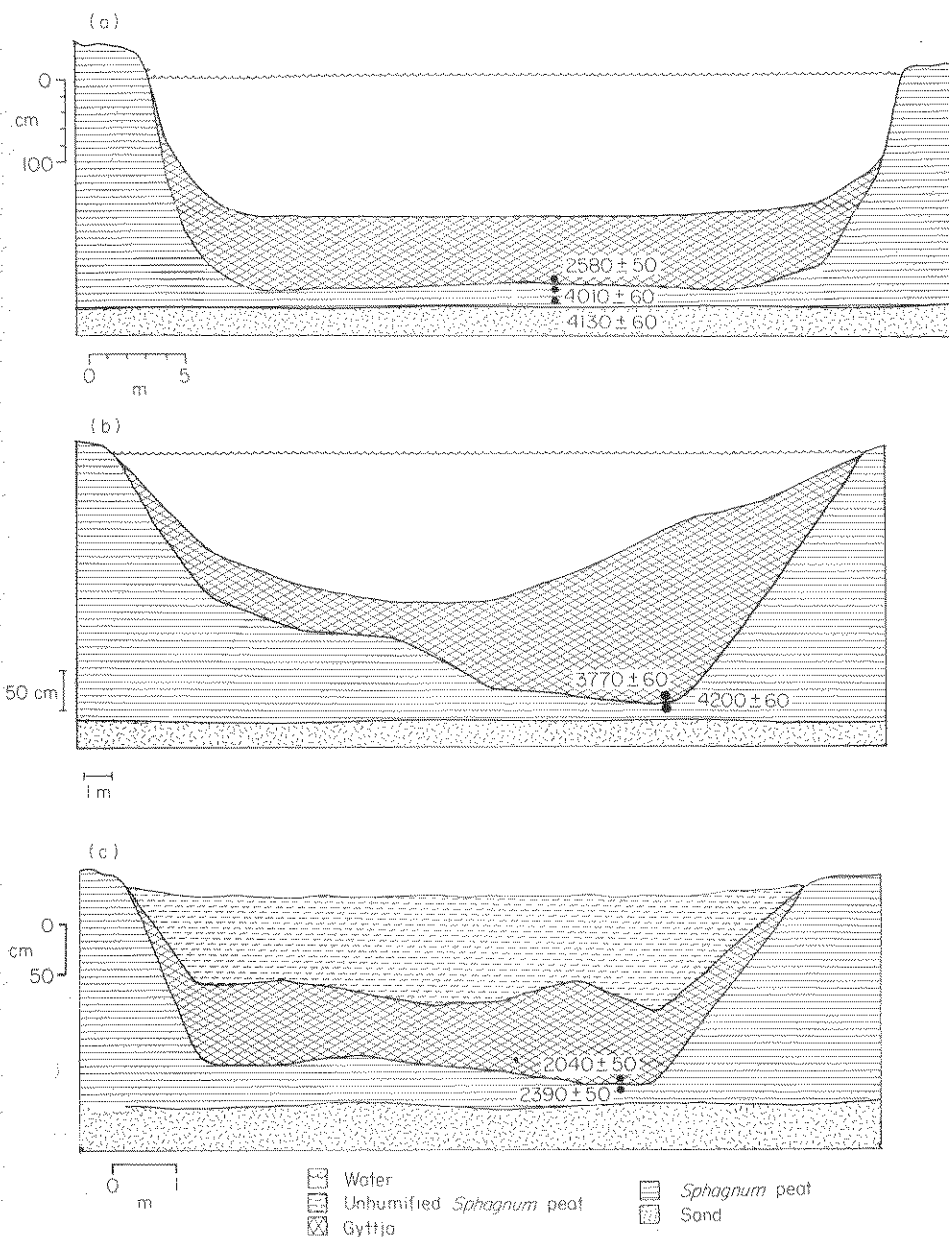 (a)
0
cm
100
2580 ± 50
4010 ± 60
4130 ± 60
0 5
m
(b)
50 cm
3770 ± 60
4200 ± 60
1m
(c)
0
cm
50
2040 ± 50
2390 ± 50
0 1
m
Water
Unhumified Sphagnum peat
Gyttja
Sphagnum peat
Sand